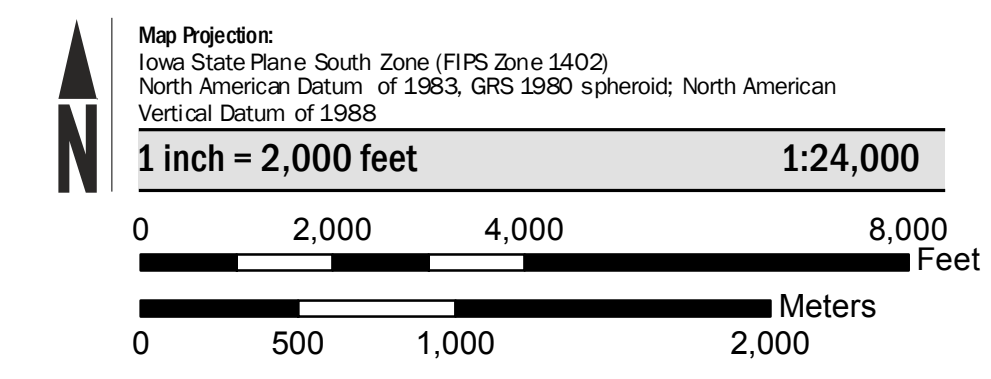 Map Projection:
Iowa State Plane South Zone (FIPS Zone 1402)
North American Datum of 1983, GRS 1980 spheroid; North American
Vertical Datum of 1988
N
1 inch = 2,000 feet 1:24,000
0 2,000 4,000 8,000
Feet
Meters
0 500 1,000 2,000